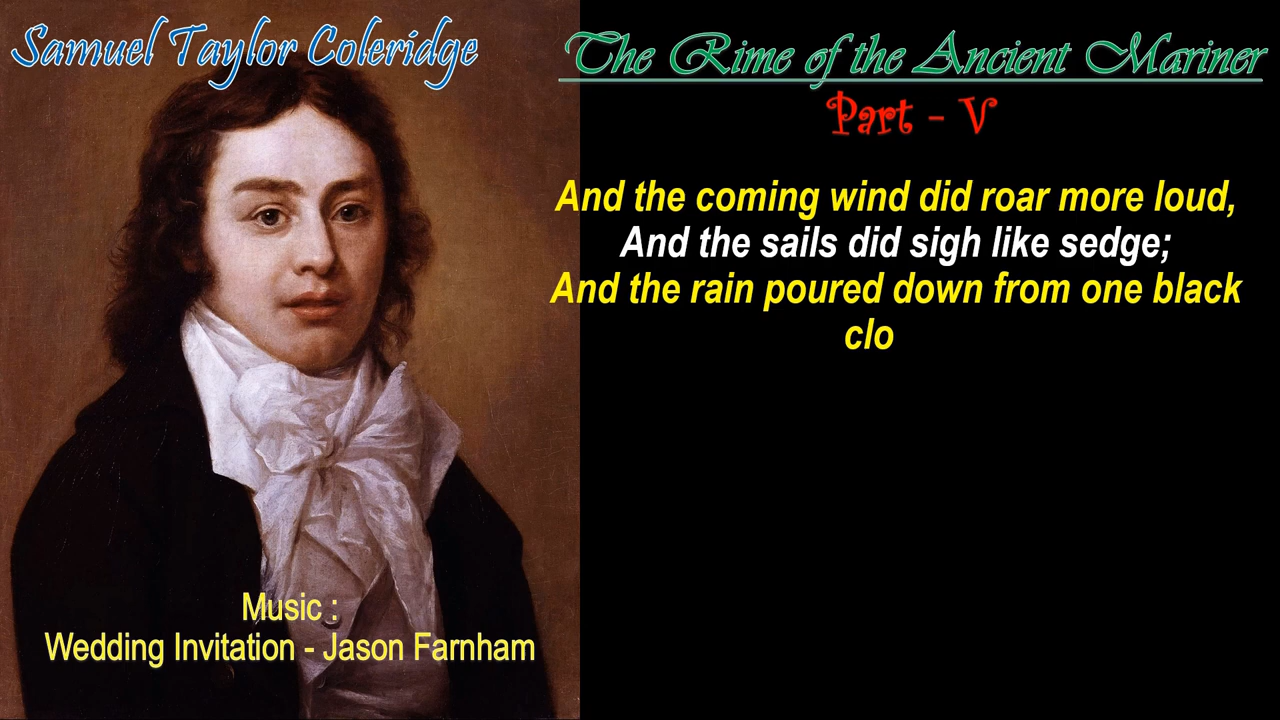 Samuel Taylor Coleridge
The Rime of the Ancient Mariner
Part - V
And the coming wind did roar more loud,
And the sails did sigh like sedge;
And the rain poured down from one black
clo
Music :
Wedding Invitation - Jason Farnham